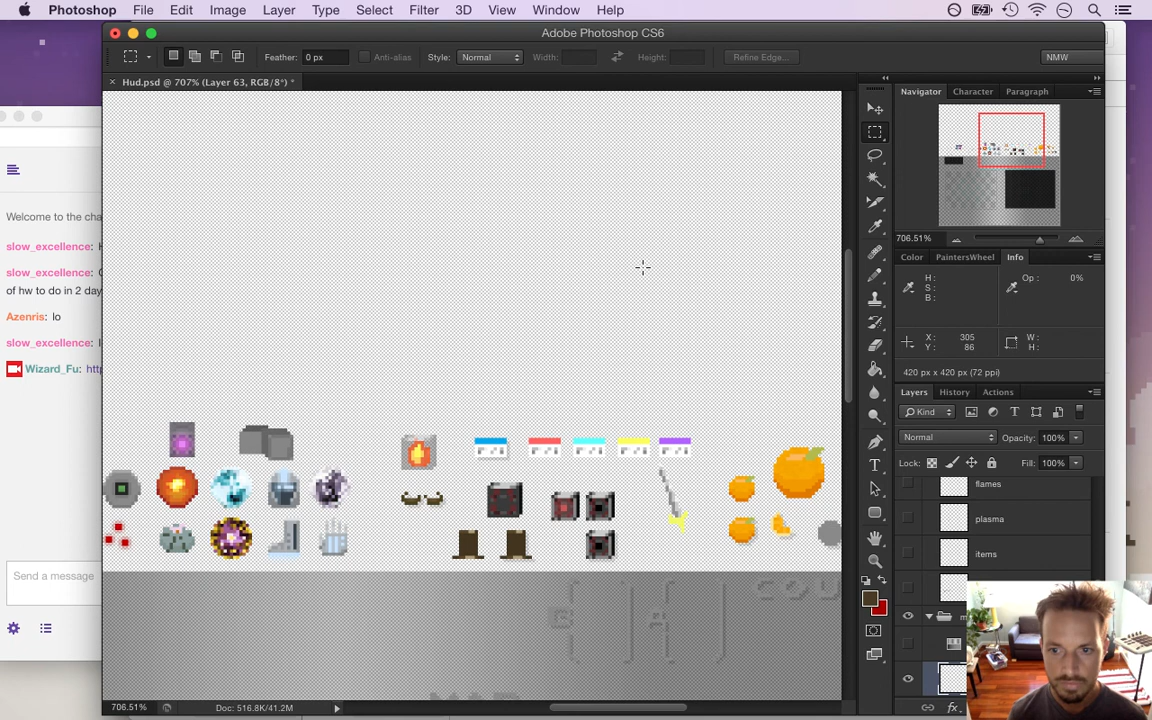 Photoshop File Edit Image Layer Type Select Filter 3D View Window Help
Adobe Photoshop CS6
Feather: 0 px Anti-alias Style: Normal Width: Height: Refine Edge... NMW
Hud.psd @ 707% (Layer 63, RGB/8*) *
Navigator Character Paragraph
706.51%
Color PaintersWheel Info
H:
S:
B:
Op: 0%
X: 305
Y: 86
W:
H:
420 px x 420 px (72 ppi)
Layers History Actions
Kind
Normal Opacity: 100%
Lock: Fill: 100%
flames
plasma
items
Welcome to the cha
slow_excellence: H
slow_excellence: C
of hw to do in 2 day
Azenris: lo
slow_excellence: I
Wizard_Fu: http
Send a message
COU
B A
MAP
706.51% Doc: 516.8K/41.2M
fx